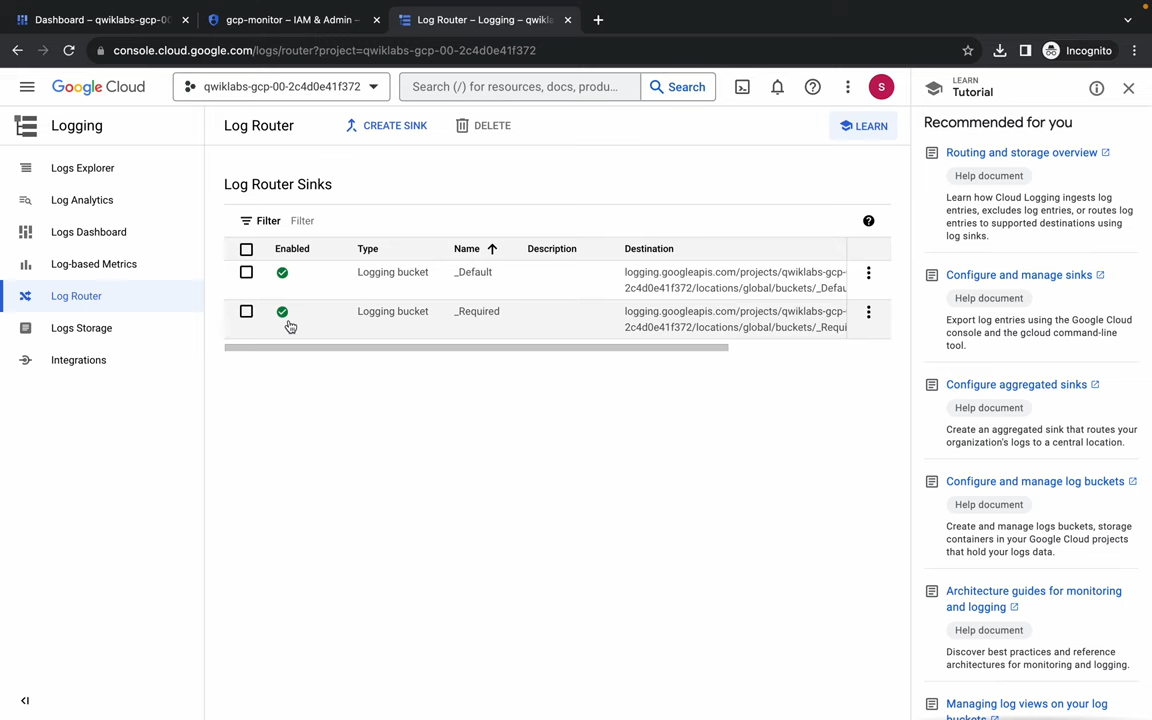 Dashboard – qwiklabs-gcp-00
gcp-monitor – IAM & Admin –
Log Router – Logging – qwikla
console.cloud.google.com/logs/router?project=qwiklabs-gcp-00-2c4d0e41f372
Incognito
Google Cloud
qwiklabs-gcp-00-2c4d0e41f372
Search (/) for resources, docs, produ...
Search
S
LEARN
Tutorial
Logging
Log Router
CREATE SINK
DELETE
LEARN
Recommended for you
Logs Explorer
Log Analytics
Logs Dashboard
Log-based Metrics
Log Router
Logs Storage
Integrations
Log Router Sinks
Filter Filter
Enabled Type Name Description Destination
Logging bucket _Default logging.googleapis.com/projects/qwiklabs-gcp-
2c4d0e41f372/locations/global/buckets/_Defau
Logging bucket _Required logging.googleapis.com/projects/qwiklabs-gcp-
2c4d0e41f372/locations/global/buckets/_Requi
Routing and storage overview
Help document
Learn how Cloud Logging ingests log
entries, excludes log entries, or routes log
entries to supported destinations using
log sinks.
Configure and manage sinks
Help document
Export log entries using the Google Cloud
console and the gcloud command-line
tool.
Configure aggregated sinks
Help document
Create an aggregated sink that routes your
organization's logs to a central location.
Configure and manage log buckets
Help document
Create and manage logs buckets, storage
containers in your Google Cloud projects
that hold your logs data.
Architecture guides for monitoring
and logging
Help document
Discover best practices and reference
architectures for monitoring and logging.
Managing log views on your log
buckets